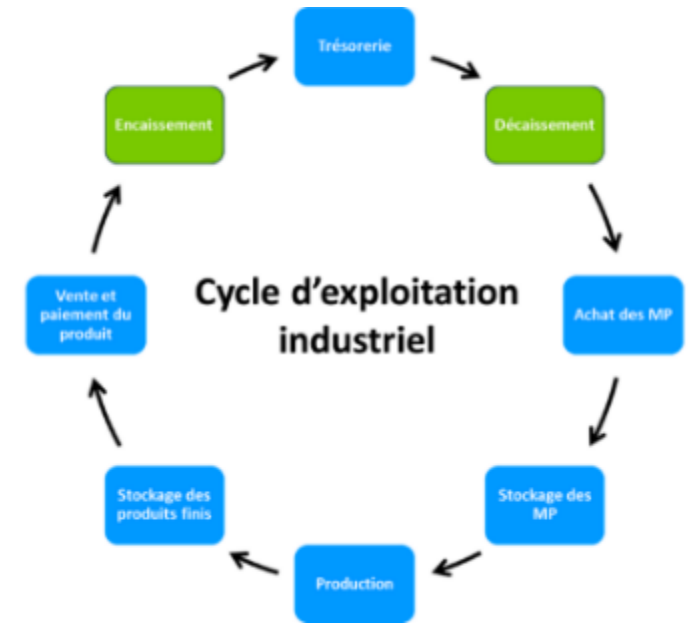 Trésorerie
Décaissement
Achat des MP
Stockage des
MP
Production
Stockage des
produits finis
Vente et
paiement du
produit
Encaissement
Cycle d’exploitation
industriel